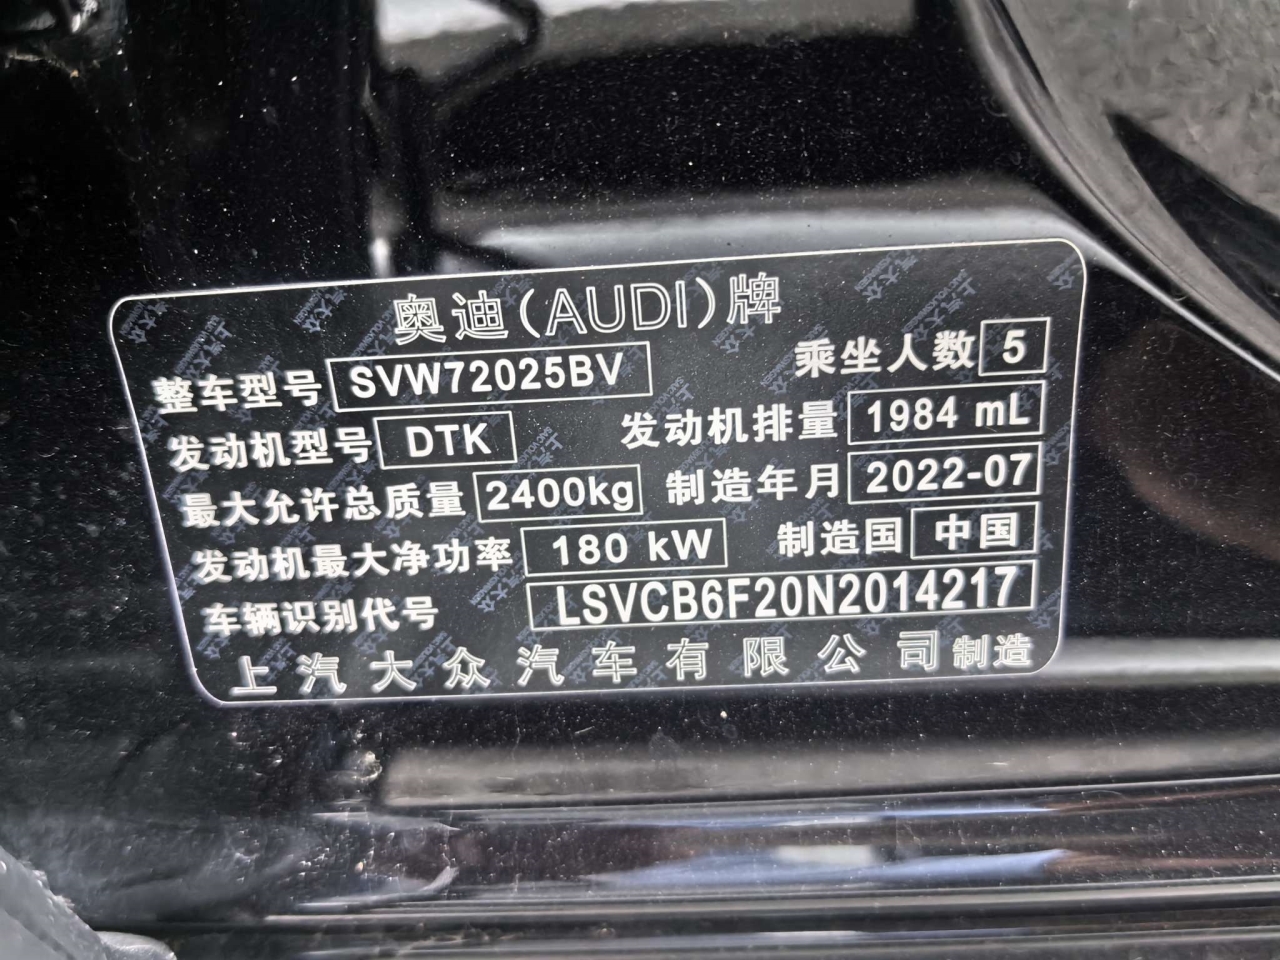 奥迪(AUDI)牌
整车型号 SVW72025BV 乘坐人数 5
发动机型号 DTK 发动机排量 1984 mL
最大允许总质量 2400kg 制造年月 2022-07
发动机最大净功率 180 kW 制造国 中国
车辆识别代号 LSVCB6F20N2014217
上汽大众汽车有限公司制造